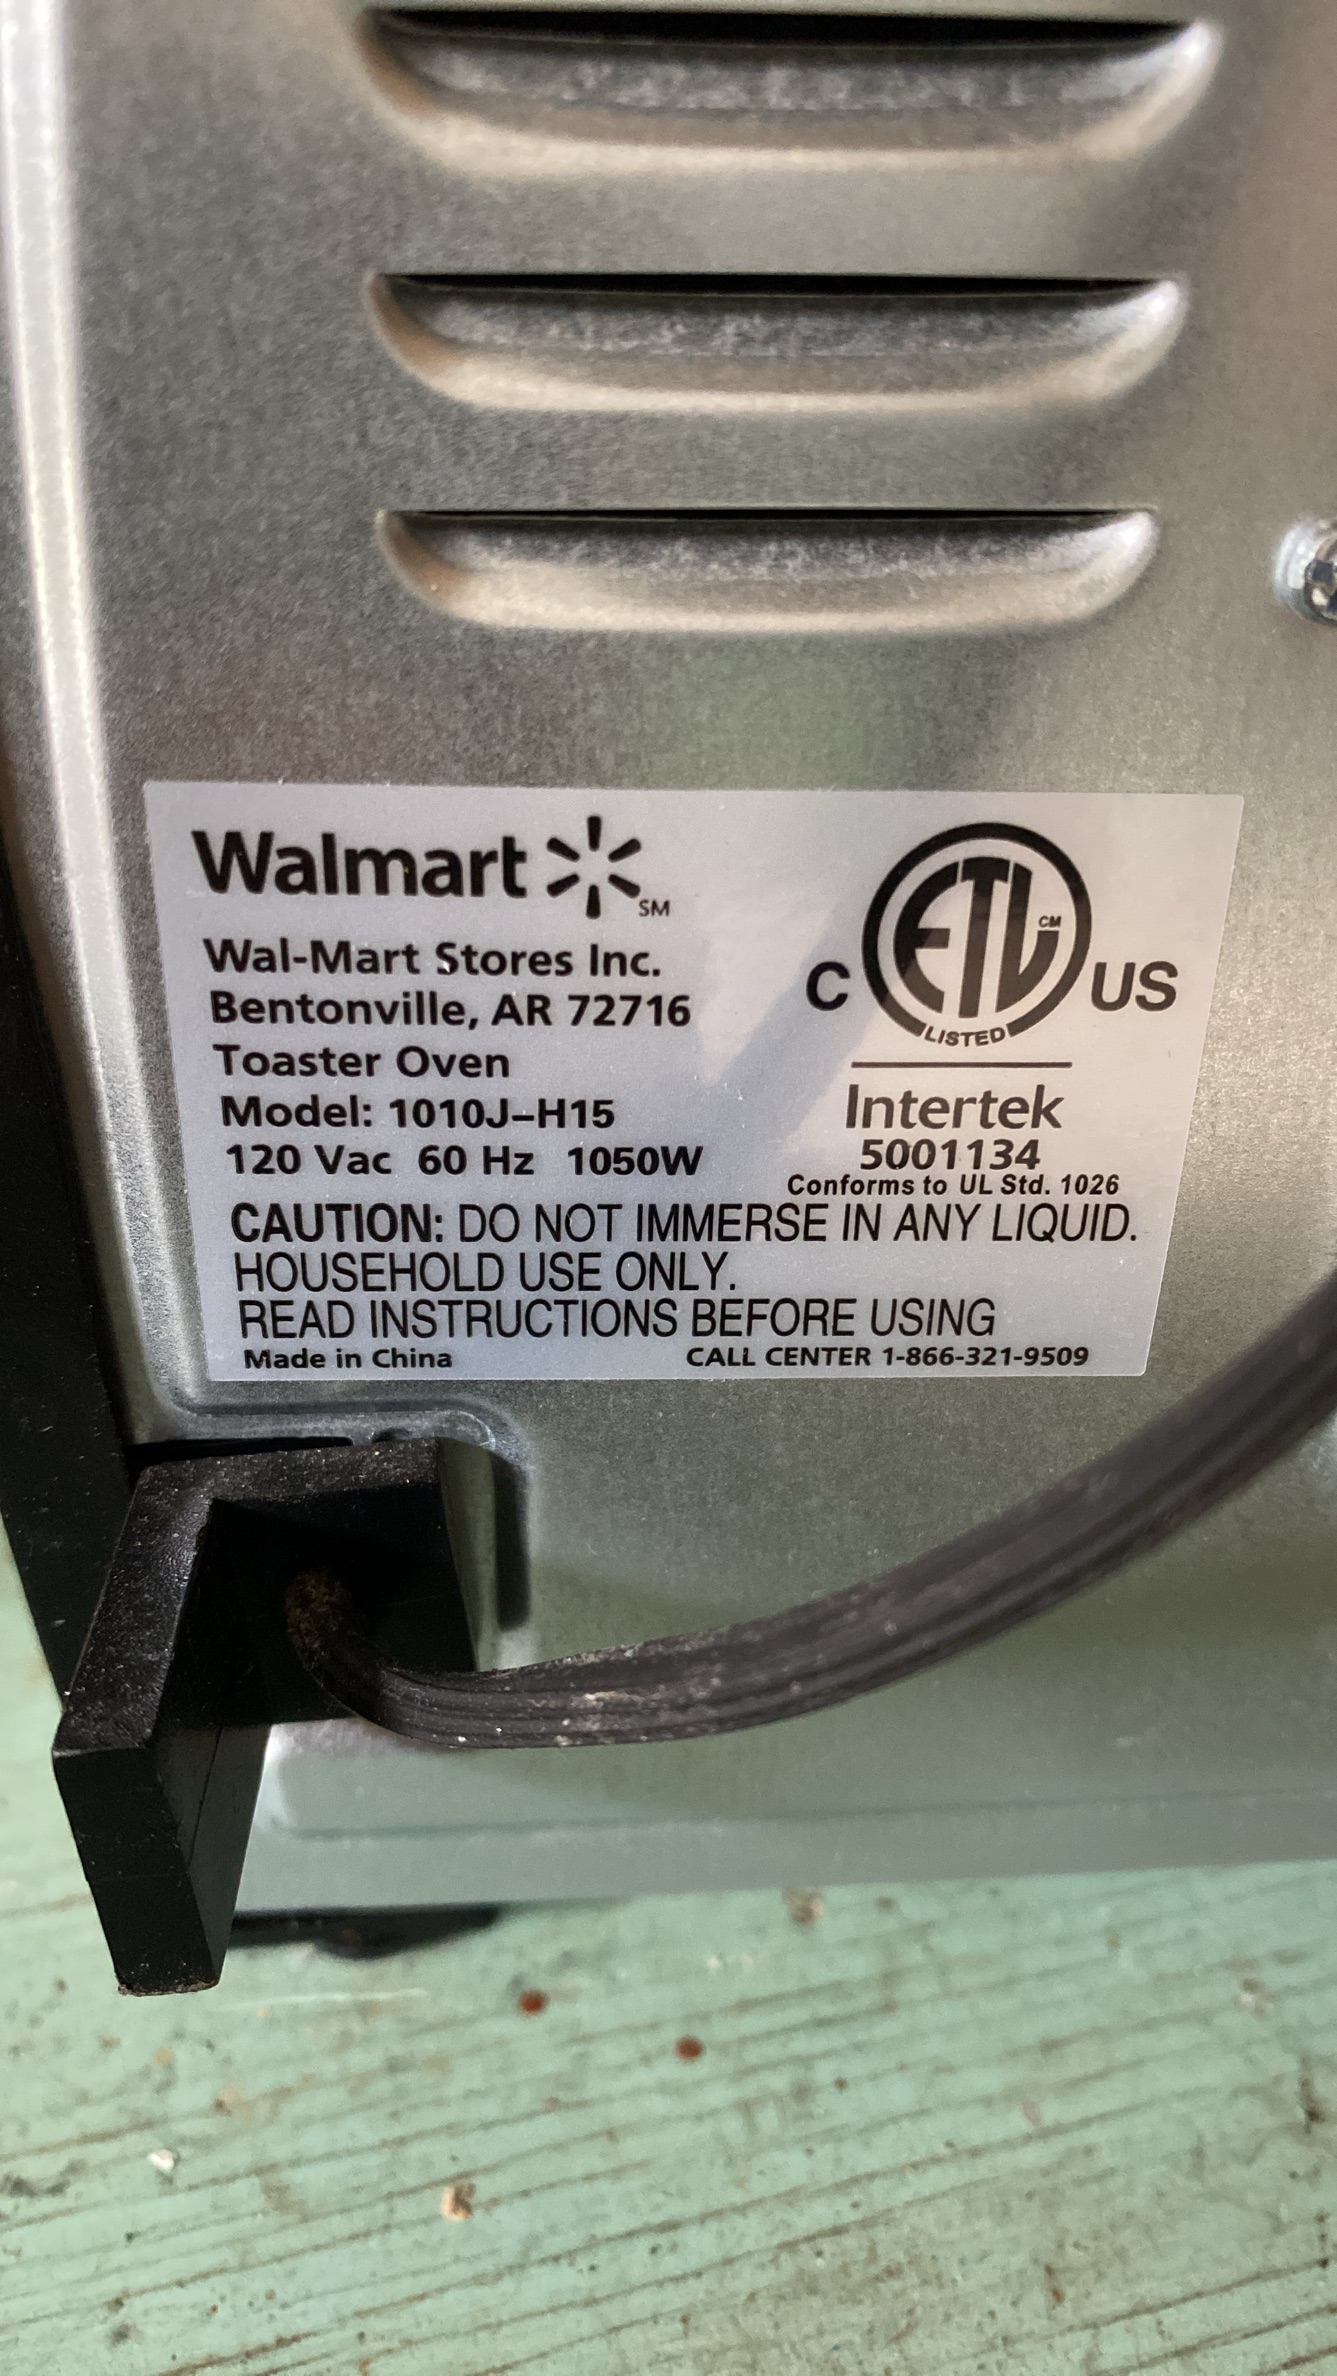 Walmart SM
Wal-Mart Stores Inc.
Bentonville, AR 72716
Toaster Oven
Model: 1010J-H15
120 Vac 60 Hz 1050W
C ETL CM US
LISTED
Intertek
5001134
Conforms to UL Std. 1026
CAUTION: DO NOT IMMERSE IN ANY LIQUID.
HOUSEHOLD USE ONLY.
READ INSTRUCTIONS BEFORE USING
Made in China CALL CENTER 1-866-321-9509